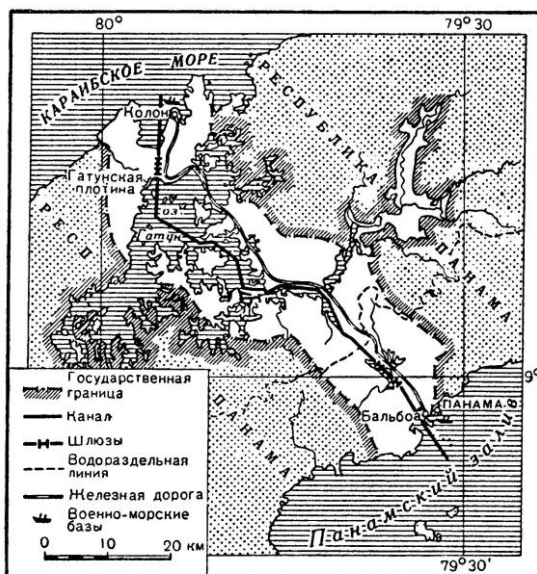 80°
79°30
КАРАИБСКОЕ МОРЕ
РЕСПУБЛИКА
Колон
Гатунская
плотина
оз.
Гатун
РЕСП.
ПАНАМА
ПАНАМА
9°
ПАНАМА
Бальбоа
Панамский залив
Государственная
граница
Канал
Шлюзы
Водораздельная
линия
Железная дорога
Военно-морские
базы
0 10 20 км
79°30'